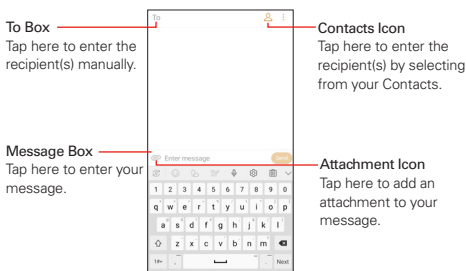 To Box
Tap here to enter the
recipient(s) manually.
Message Box
Tap here to enter your
message.
To
Enter message
Send
1 2 3 4 5 6 7 8 9 0
q w e r t y u i o p
a s d f g h j k l
z x c v b n m
1#+ , . Next
Contacts Icon
Tap here to enter the
recipient(s) by selecting
from your Contacts.
Attachment Icon
Tap here to add an
attachment to your
message.